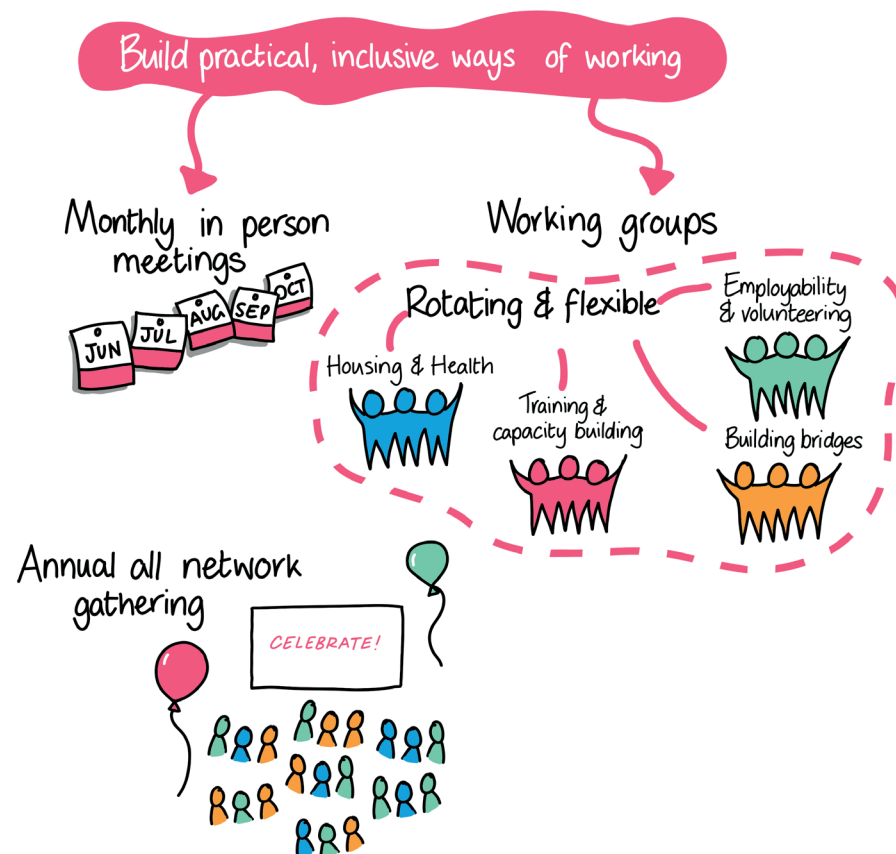 Build practical, inclusive ways of working
Monthly in person
meetings
JUN
JUL
AUG
SEP
OCT
Working groups
Rotating & flexible
Employability
& volunteering
Housing & Health
Training &
capacity building
Building bridges
Annual all network
gathering
CELEBRATE!